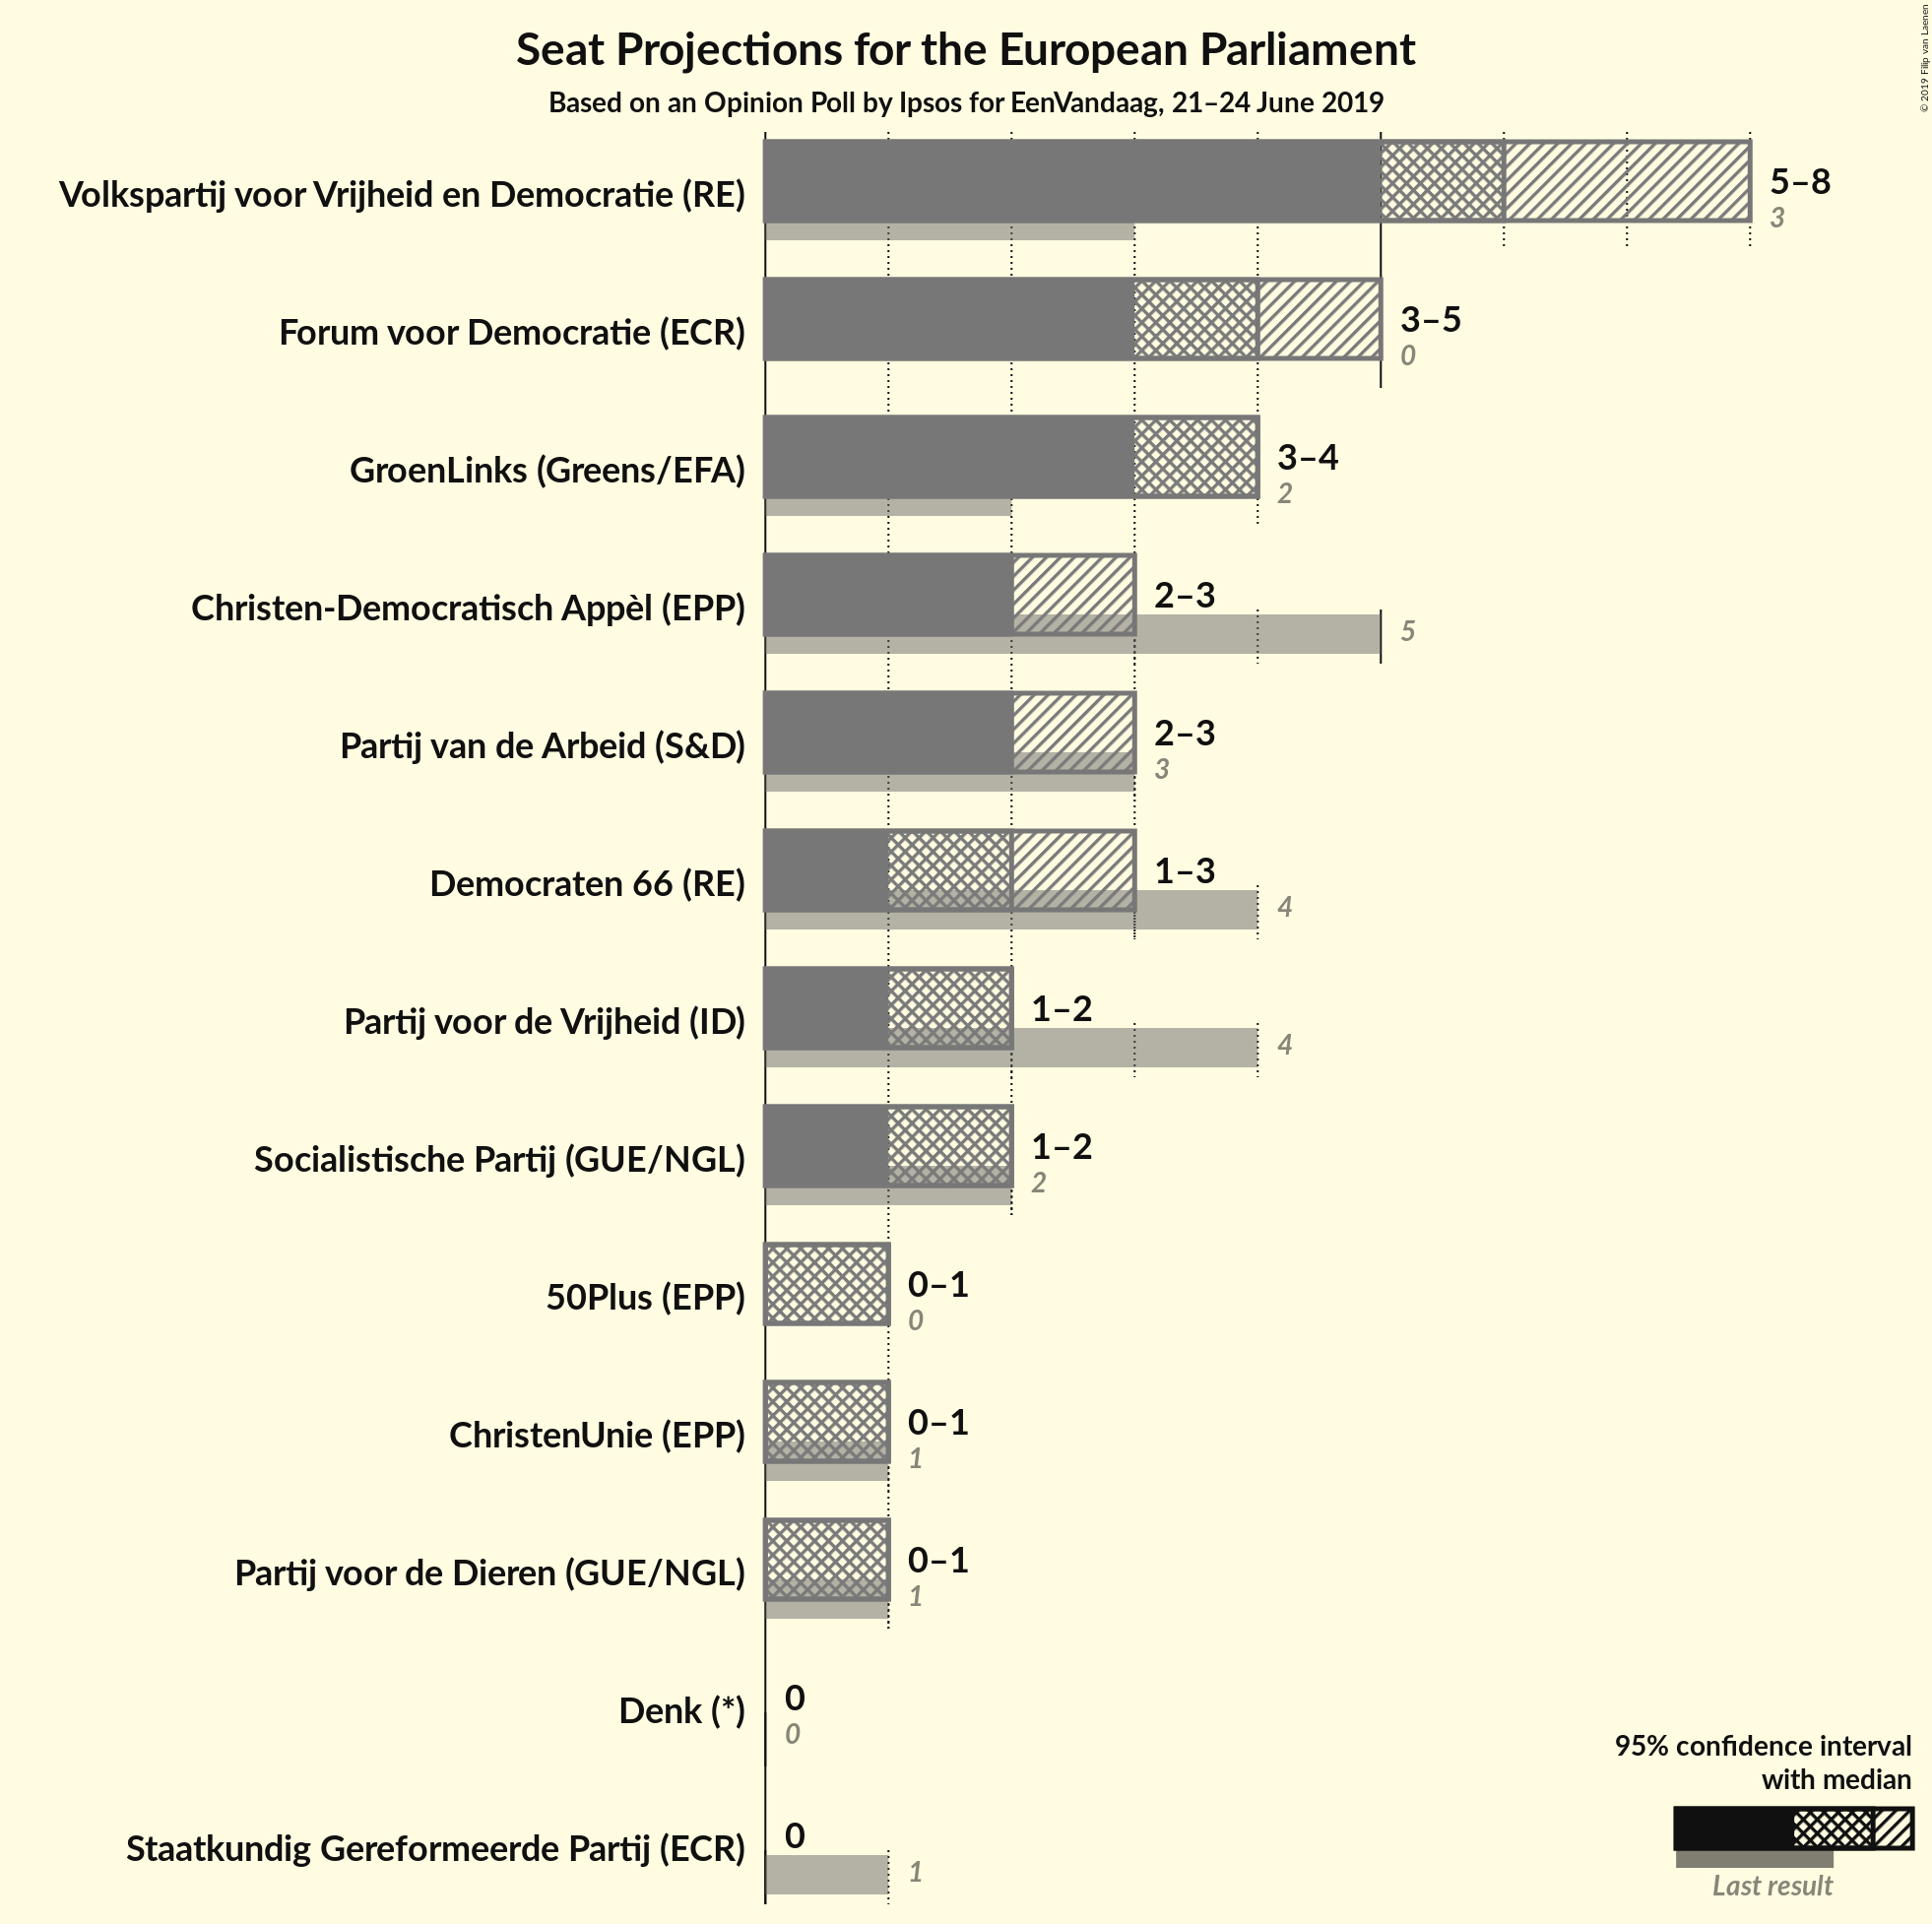 Seat Projections for the European Parliament
Based on an Opinion Poll by Ipsos for EenVandaag, 21–24 June 2019
© 2019 Filip van Laenen
Volkspartij voor Vrijheid en Democratie (RE)
5–8
3
Forum voor Democratie (ECR)
3–5
0
GroenLinks (Greens/EFA)
3–4
2
Christen-Democratisch Appèl (EPP)
2–3
5
Partij van de Arbeid (S&D)
2–3
3
Democraten 66 (RE)
1–3
4
Partij voor de Vrijheid (ID)
1–2
4
Socialistische Partij (GUE/NGL)
1–2
2
50Plus (EPP)
0–1
0
ChristenUnie (EPP)
0–1
1
Partij voor de Dieren (GUE/NGL)
0–1
1
Denk (*)
0
0
Staatkundig Gereformeerde Partij (ECR)
0
1
95% confidence interval
with median
Last result